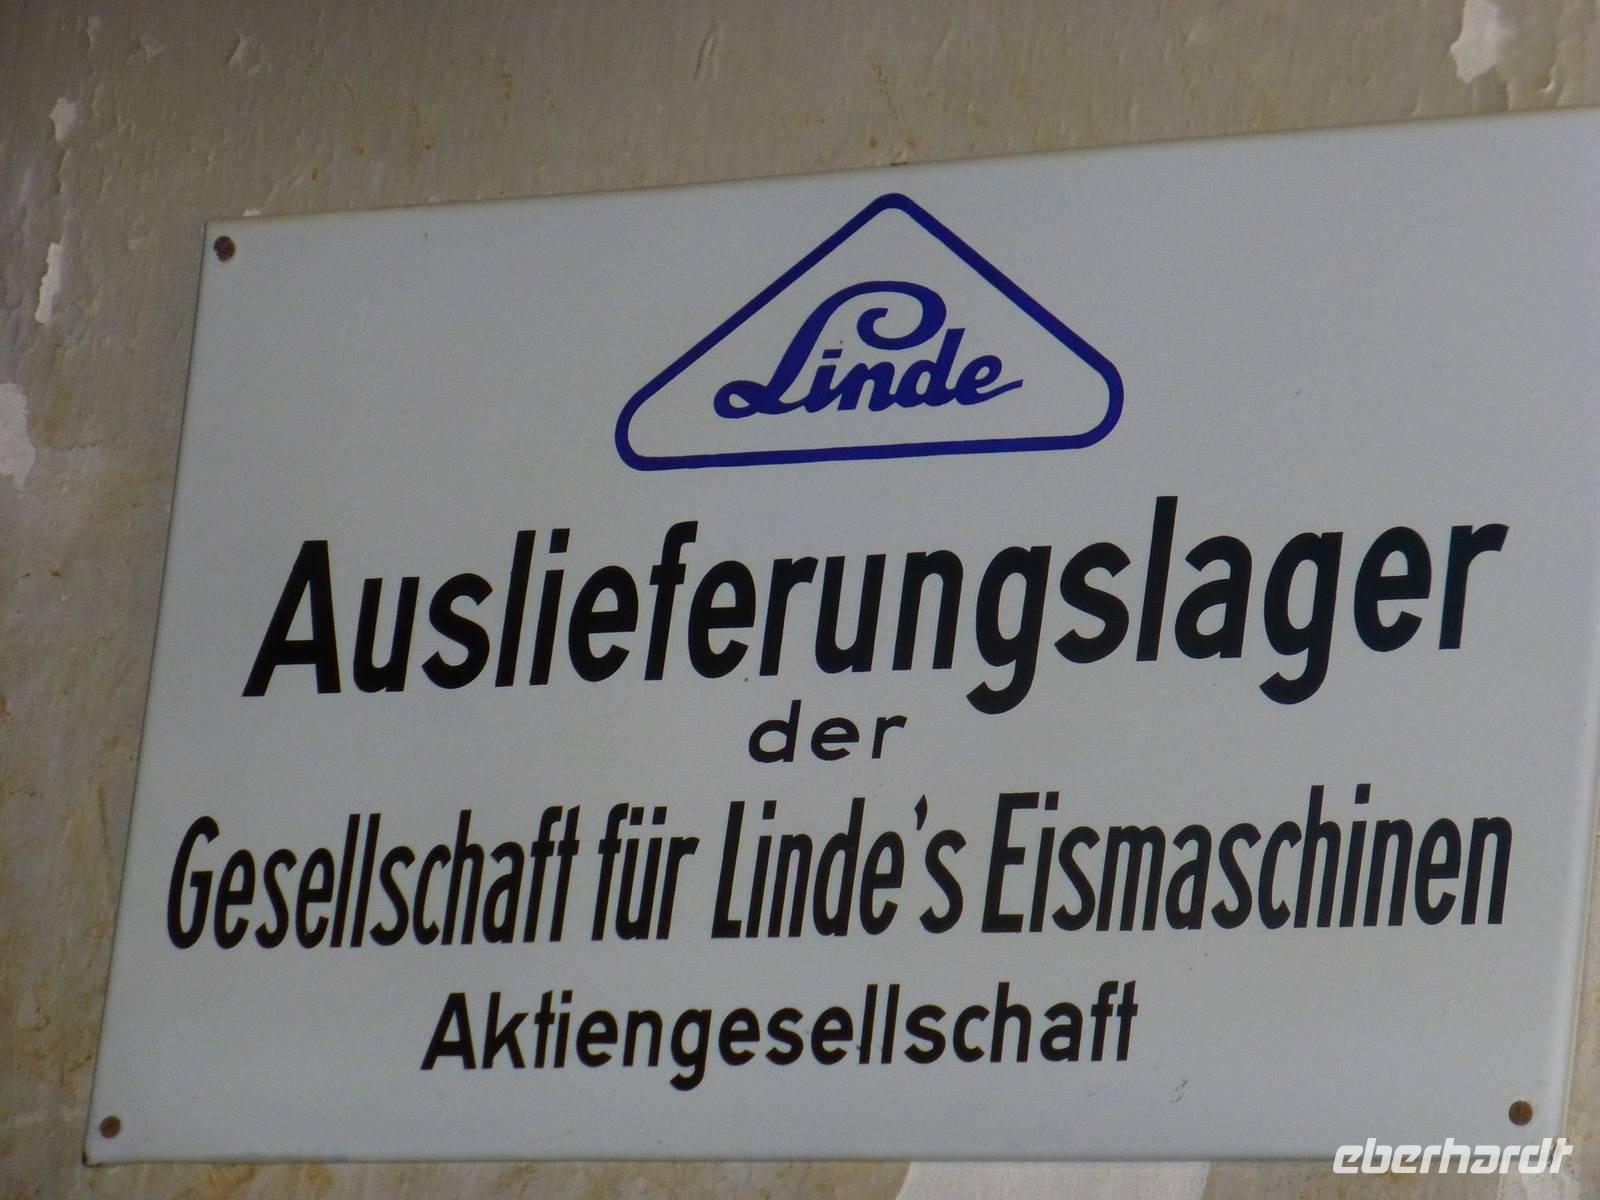 Linde
Auslieferungslager
der
Gesellschaft für Linde's Eismaschinen
Aktiengesellschaft
eberhardt